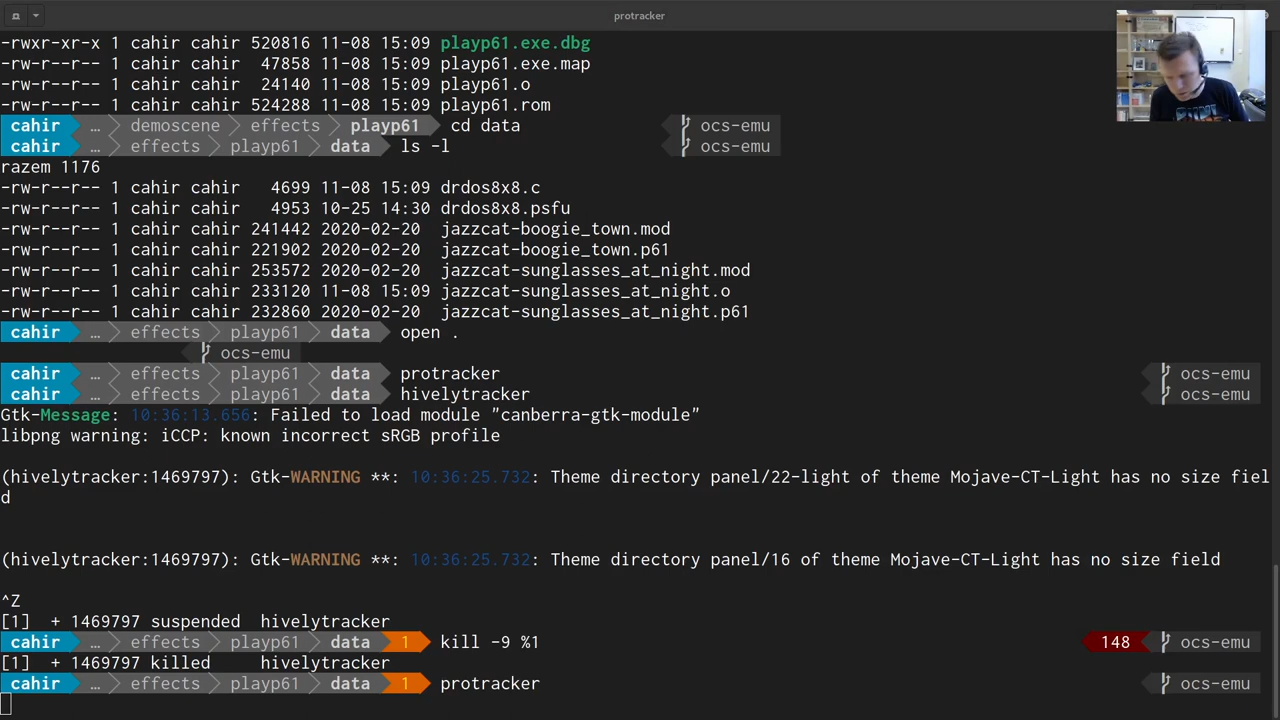 protracker
-rwxr-xr-x 1 cahir cahir 520816 11-08 15:09 playp61.exe.dbg
-rw-r--r-- 1 cahir cahir  47858 11-08 15:09 playp61.exe.map
-rw-r--r-- 1 cahir cahir  24140 11-08 15:09 playp61.o
-rw-r--r-- 1 cahir cahir 524288 11-08 15:09 playp61.rom
cahir … demoscene effects playp61 cd data ocs-emu
cahir … effects playp61 data ls -l ocs-emu
razem 1176
-rw-r--r-- 1 cahir cahir   4699 11-08 15:09 drdos8x8.c
-rw-r--r-- 1 cahir cahir   4953 10-25 14:30 drdos8x8.psfu
-rw-r--r-- 1 cahir cahir 241442 2020-02-20  jazzcat-boogie_town.mod
-rw-r--r-- 1 cahir cahir 221902 2020-02-20  jazzcat-boogie_town.p61
-rw-r--r-- 1 cahir cahir 253572 2020-02-20  jazzcat-sunglasses_at_night.mod
-rw-r--r-- 1 cahir cahir 233120 11-08 15:09 jazzcat-sunglasses_at_night.o
-rw-r--r-- 1 cahir cahir 232860 2020-02-20  jazzcat-sunglasses_at_night.p61
cahir … effects playp61 data open .
ocs-emu
cahir … effects playp61 data protracker ocs-emu
cahir … effects playp61 data hivelytracker ocs-emu
Gtk-Message: 10:36:13.656: Failed to load module "canberra-gtk-module"
libpng warning: iCCP: known incorrect sRGB profile
(hivelytracker:1469797): Gtk-WARNING **: 10:36:25.732: Theme directory panel/22-light of theme Mojave-CT-Light has no size fiel
d
(hivelytracker:1469797): Gtk-WARNING **: 10:36:25.732: Theme directory panel/16 of theme Mojave-CT-Light has no size field
^Z
[1]  + 1469797 suspended  hivelytracker
cahir … effects playp61 data 1 kill -9 %1 148 ocs-emu
[1]  + 1469797 killed     hivelytracker
cahir … effects playp61 data 1 protracker ocs-emu